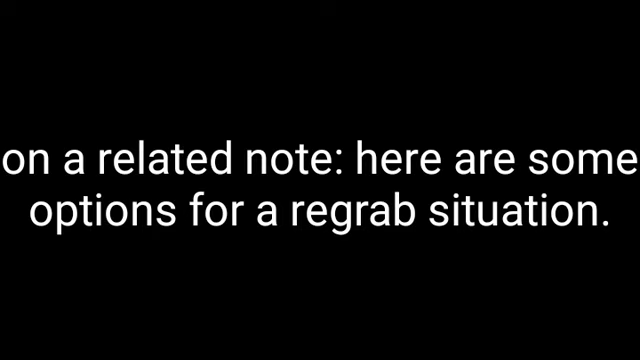 on a related note: here are some
options for a regrab situation.